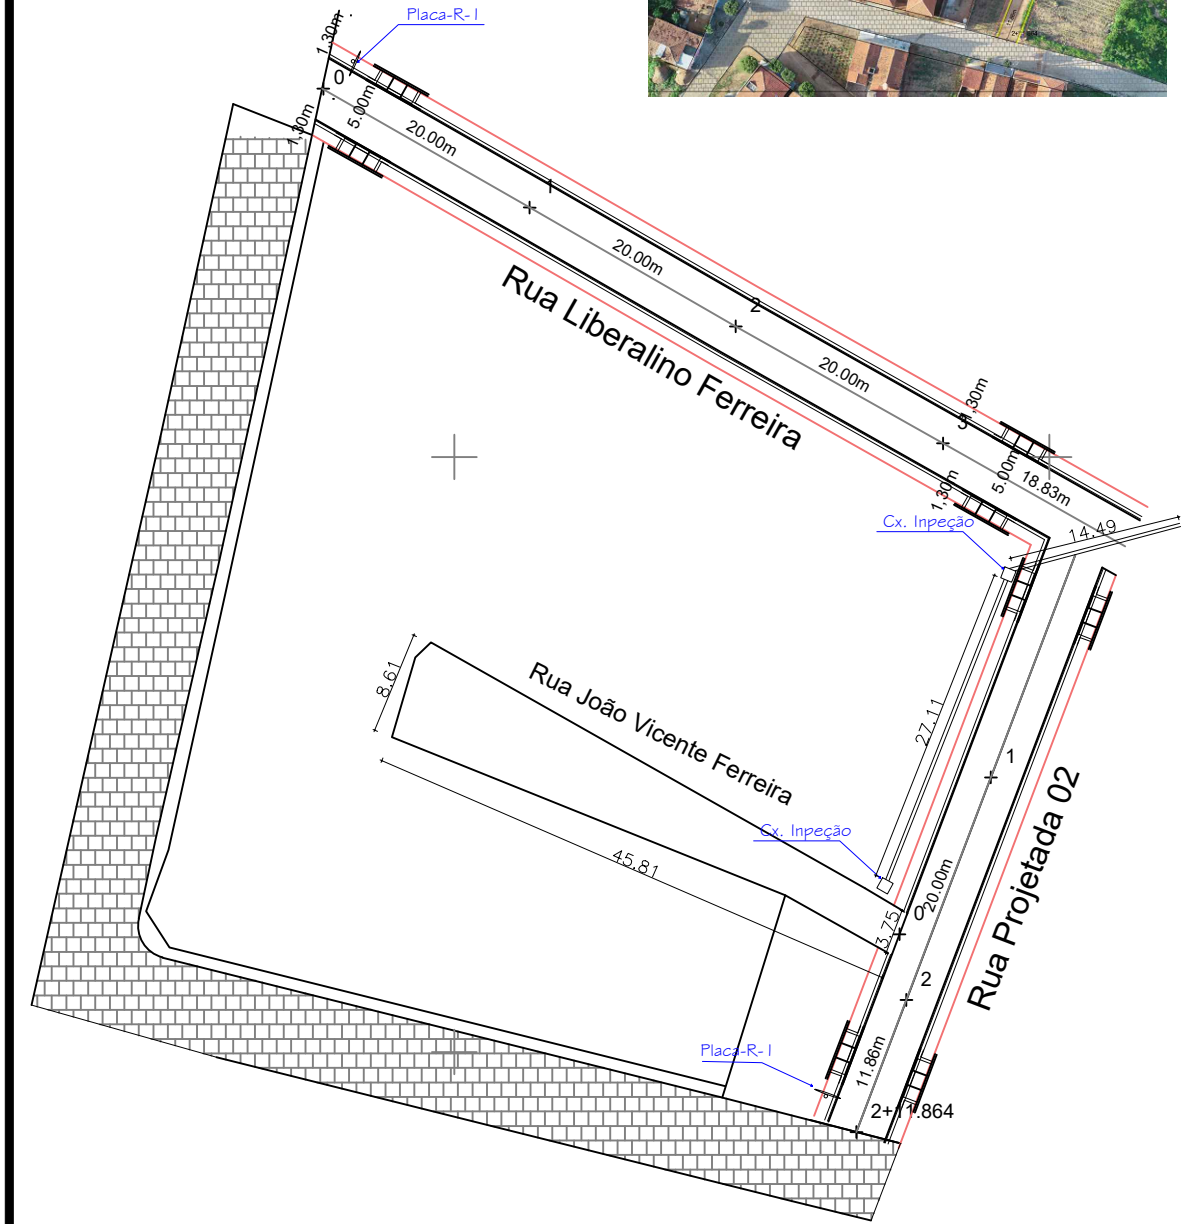 Placa-R-1
1,30m
0
5.00m
1,30m
20.00m
1
20.00m
2
Rua Liberalino Ferreira
20.00m
1,30m
3
5.00m
18.83m
1,30m
Cx. Inpeção
14.49
8.61
Rua João Vicente Ferreira
27.11
1
Rua Projetada 02
Cx. Inpeção
45.81
20.00m
0
3.75
2
Placa-R-1
11.86m
2+11.864